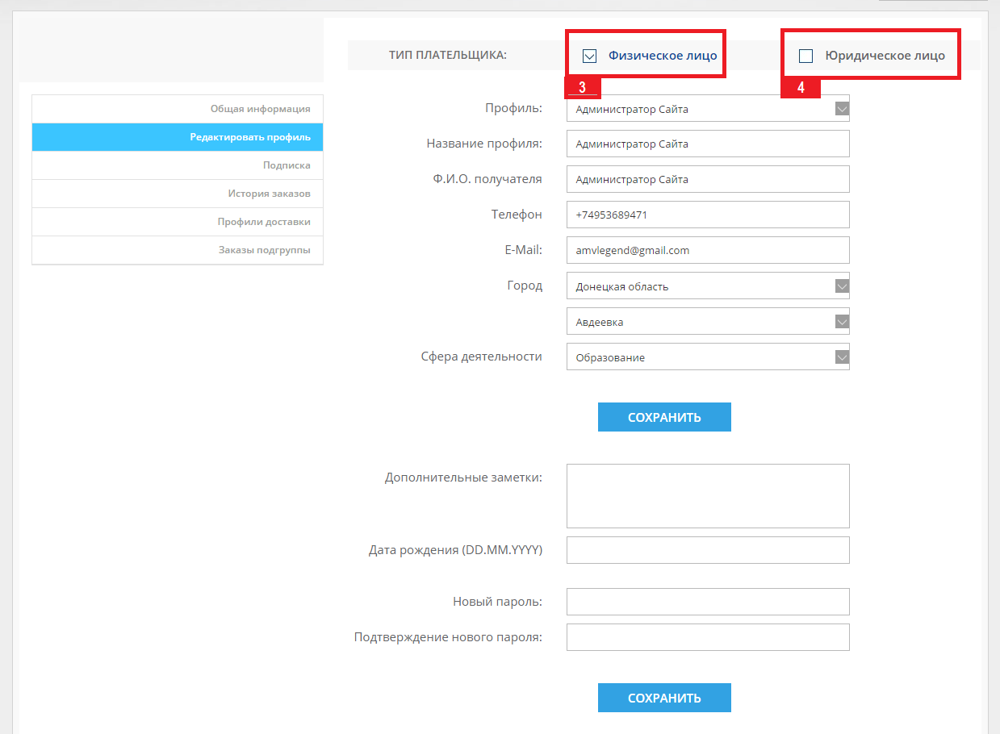 ТИП ПЛАТЕЛЬЩИКА: Физическое лицо Юридическое лицо
3 4
Общая информация
Редактировать профиль
Подписка
История заказов
Профили доставки
Заказы подгруппы
Профиль: Администратор Сайта
Название профиля: Администратор Сайта
Ф.И.О. получателя Администратор Сайта
Телефон +74953689471
E-Mail: amvlegend@gmail.com
Город Донецкая область
Авдеевка
Сфера деятельности Образование
СОХРАНИТЬ
Дополнительные заметки:
Дата рождения (DD.MM.YYYY)
Новый пароль:
Подтверждение нового пароля:
СОХРАНИТЬ